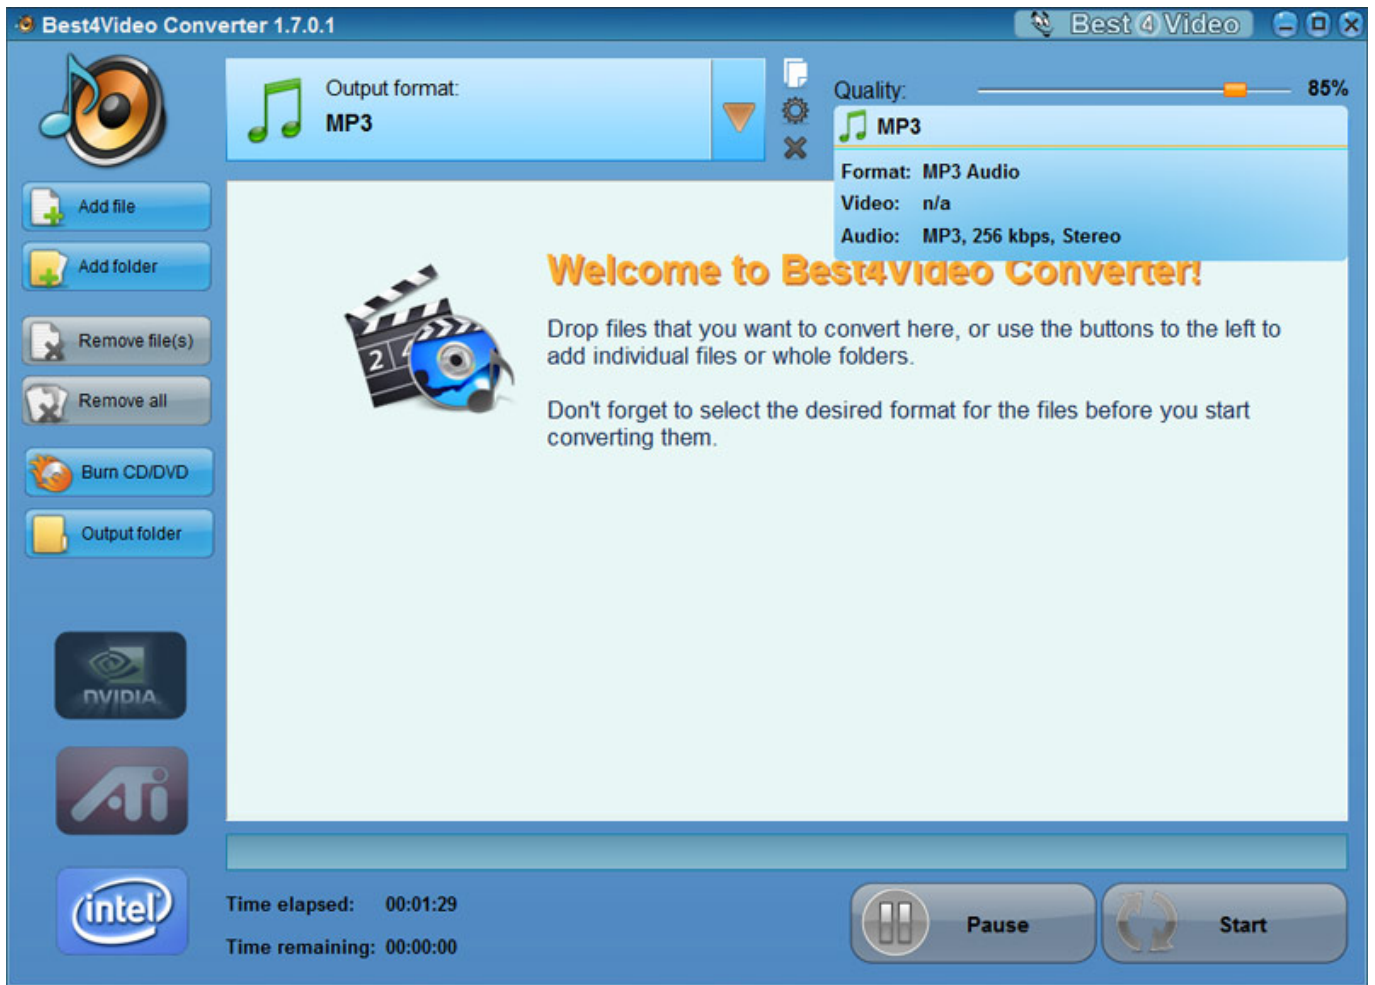 Best4Video Converter 1.7.0.1
Best 4 Video
Output format:
MP3
Quality:
85%
MP3
Format: MP3 Audio
Video: n/a
Audio: MP3, 256 kbps, Stereo
Add file
Add folder
Remove file(s)
Remove all
Burn CD/DVD
Output folder
Welcome to Best4Video Converter!
Drop files that you want to convert here, or use the buttons to the left to
add individual files or whole folders.
Don't forget to select the desired format for the files before you start
converting them.
2 4
NVIDIA
ATi
intel
Time elapsed: 00:01:29
Time remaining: 00:00:00
Pause
Start